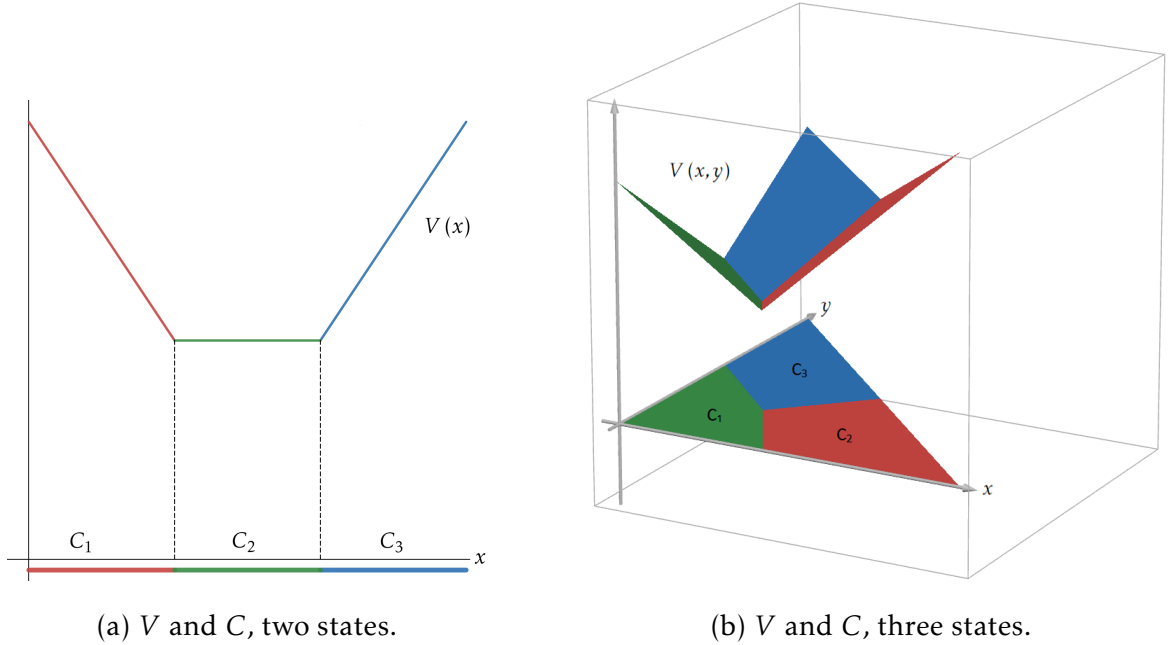 V(x)
C₁
C₂
C₃
x
(a) V and C, two states.
V(x,y)
y
C₃
C₁
C₂
x
(b) V and C, three states.